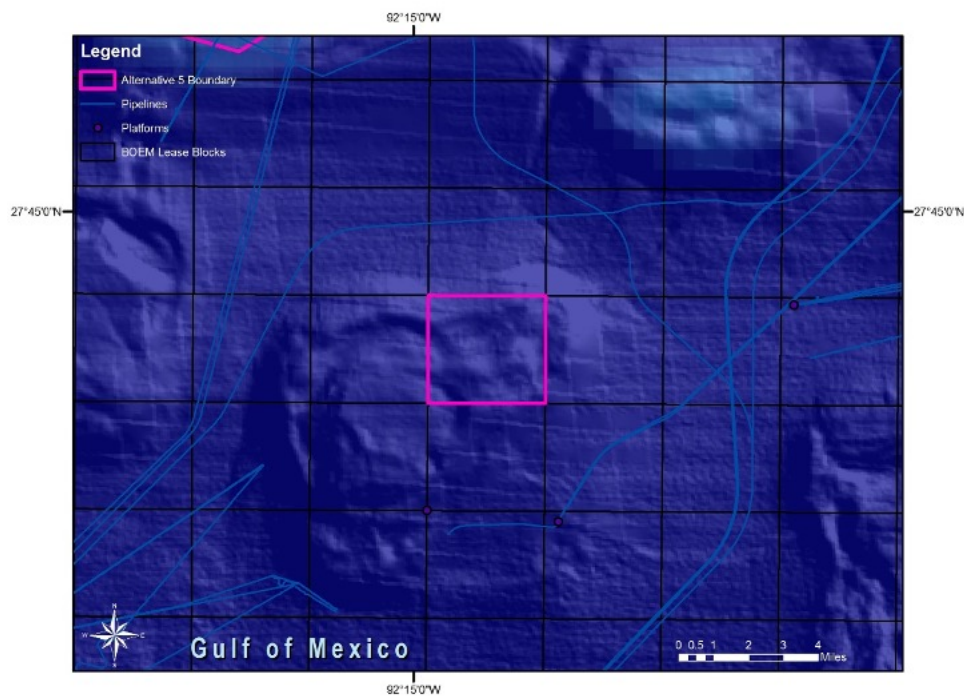 92°15'0"W
Legend
Alternative 5 Boundary
Pipelines
Platforms
BOEM Lease Blocks
27°45'0"N
27°45'0"N
N
W
E
S
Gulf of Mexico
0 0.5 1 2 3 4
Miles
92°15'0"W